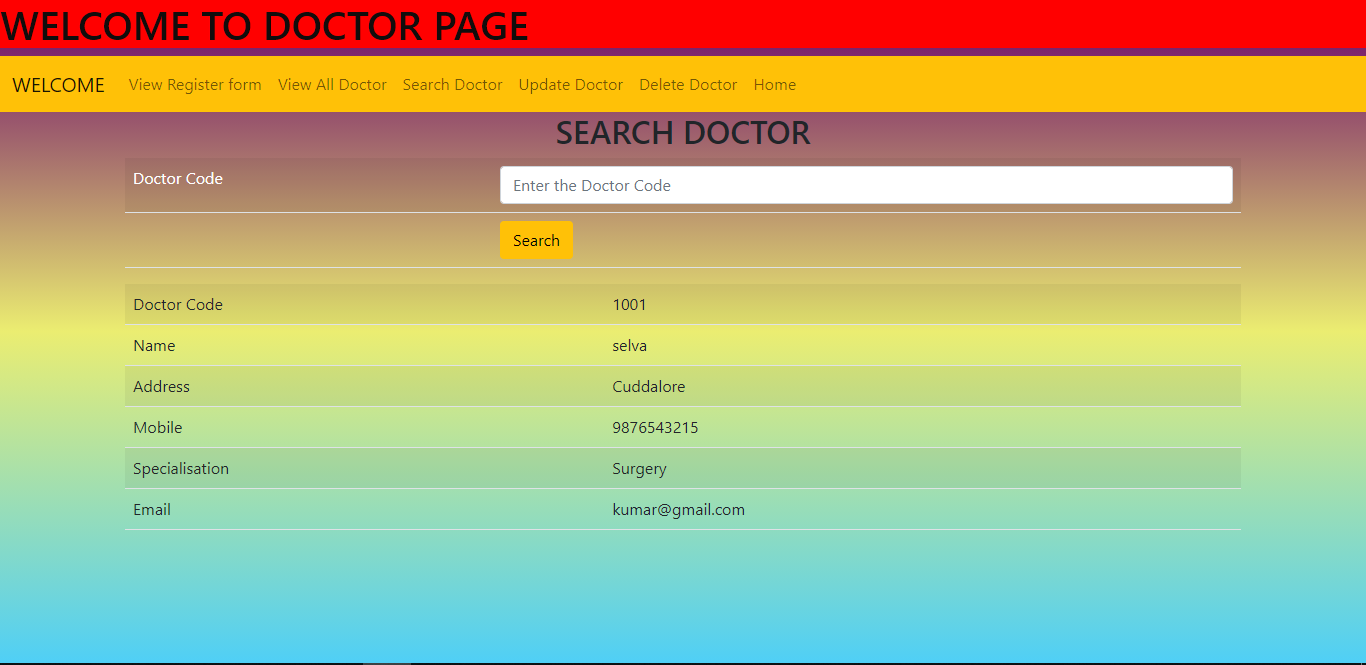 WELCOME TO DOCTOR PAGE
WELCOME View Register form View All Doctor Search Doctor Update Doctor Delete Doctor Home
SEARCH DOCTOR
Doctor Code Enter the Doctor Code
Search
Doctor Code 1001
Name selva
Address Cuddalore
Mobile 9876543215
Specialisation Surgery
Email kumar@gmail.com